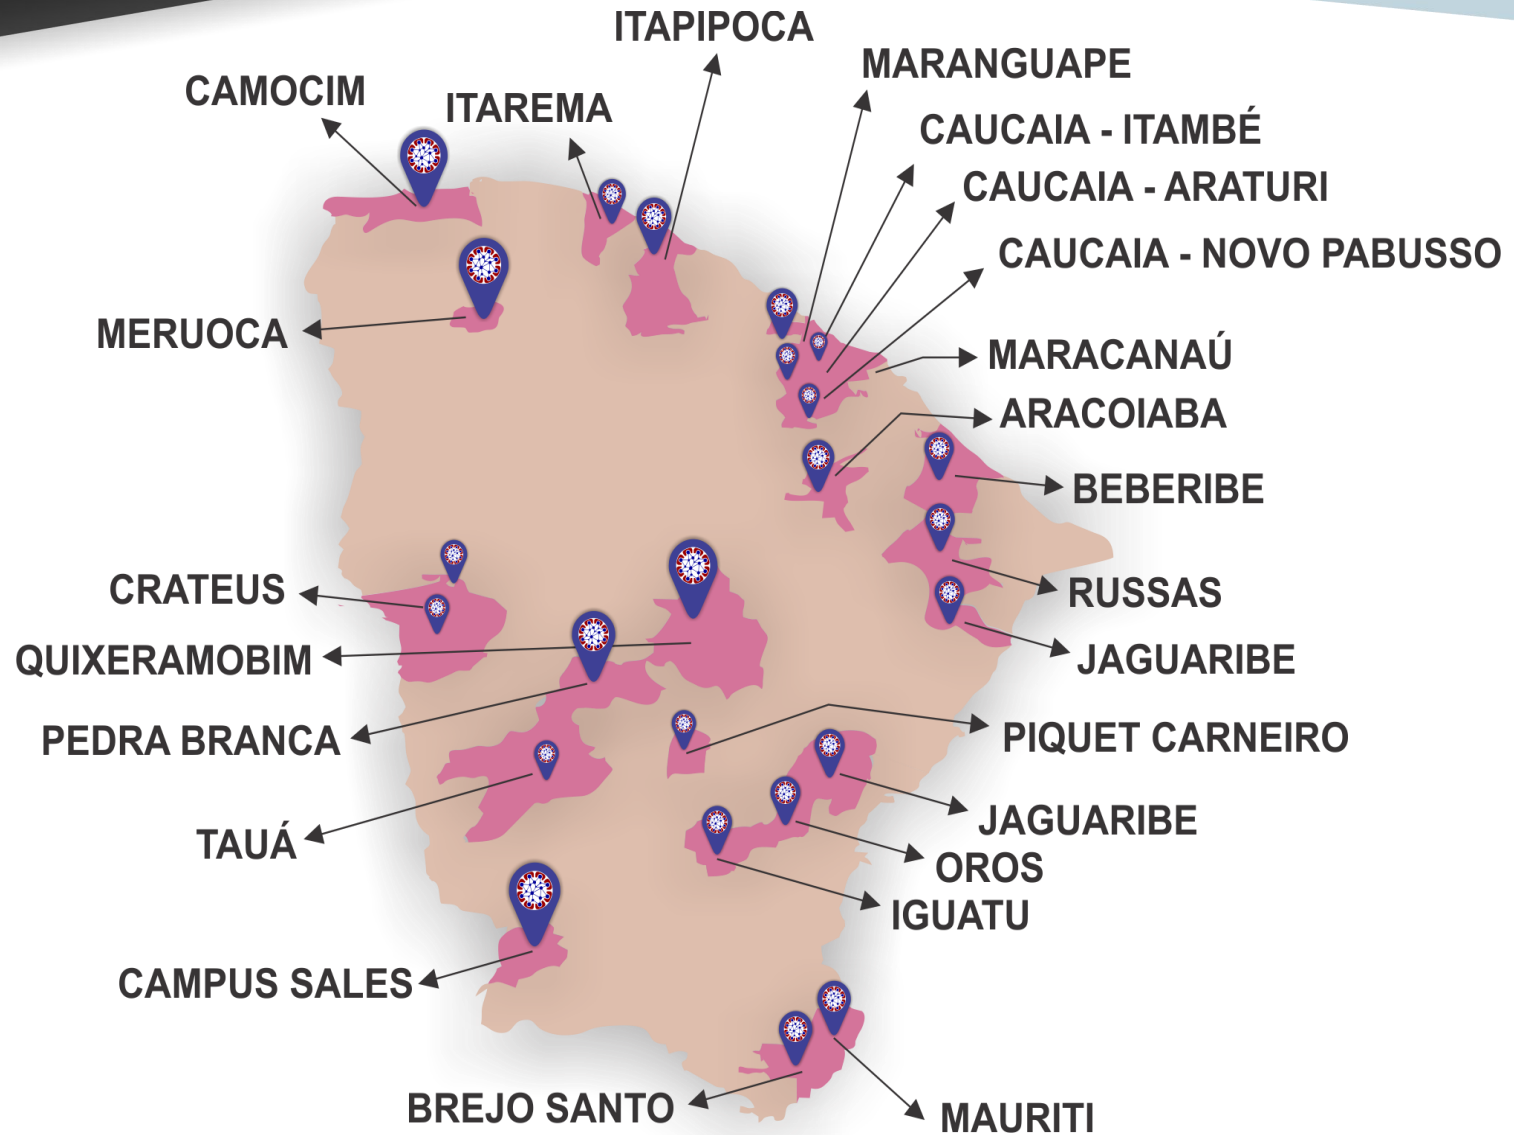 ITAPIPOCA
MARANGUAPE
CAMOCIM
ITAREMA
CAUCAIA - ITAMBÉ
CAUCAIA - ARATURI
CAUCAIA - NOVO PABUSSO
MERUOCA
MARACANAÚ
ARACOIABA
BEBERIBE
CRATEUS
RUSSAS
QUIXERAMOBIM
JAGUARIBE
PEDRA BRANCA
PIQUET CARNEIRO
JAGUARIBE
TAUÁ
OROS
IGUATU
CAMPUS SALES
BREJO SANTO
MAURITI